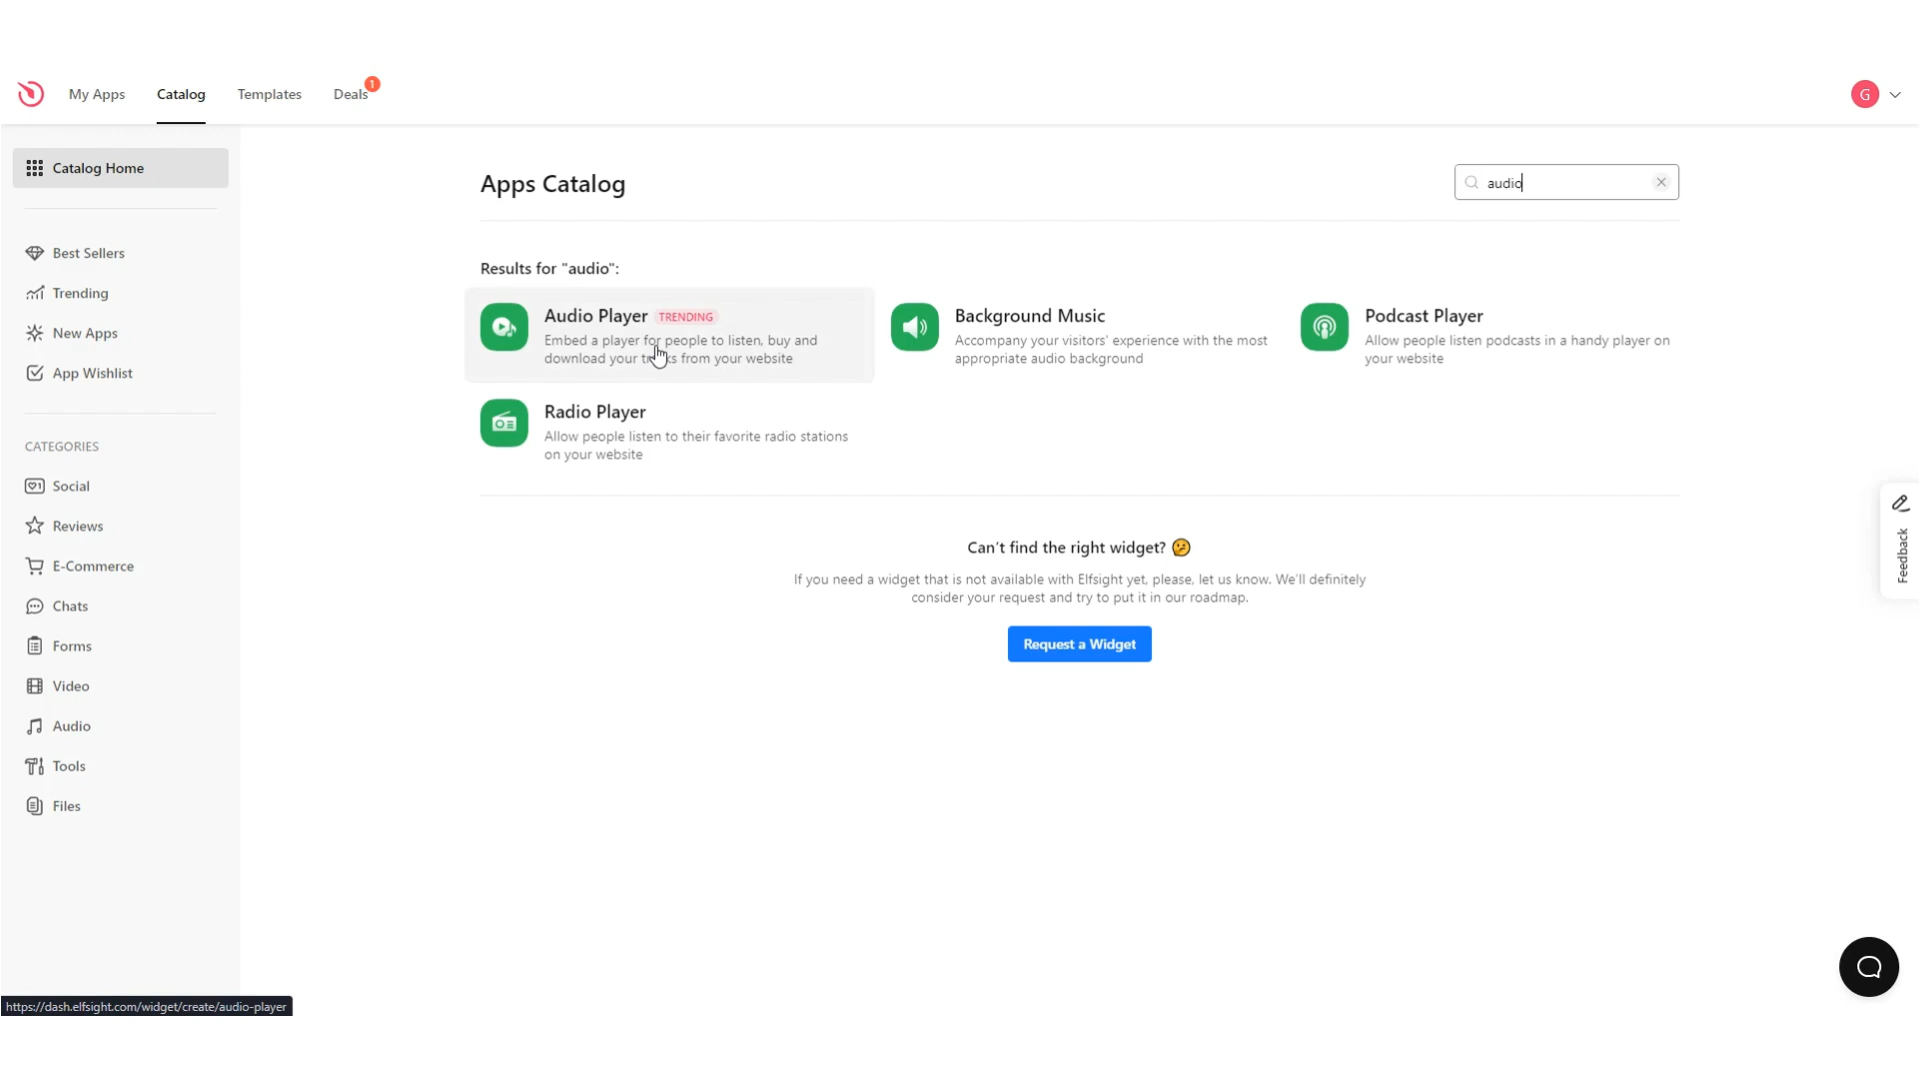 My Apps
Catalog
Templates
Deals
1
G
Catalog Home
Best Sellers
Trending
New Apps
App Wishlist
CATEGORIES
Social
Reviews
E-Commerce
Chats
Forms
Video
Audio
Tools
Files
Apps Catalog
audio
Results for "audio":
Audio Player TRENDING
Embed a player for people to listen, buy and
download your tracks from your website
Background Music
Accompany your visitors' experience with the most
appropriate audio background
Podcast Player
Allow people listen podcasts in a handy player on
your website
Radio Player
Allow people listen to their favorite radio stations
on your website
Can't find the right widget?
If you need a widget that is not available with Elfsight yet, please, let us know. We'll definitely
consider your request and try to put it in our roadmap.
Request a Widget
Feedback
https://dash.elfsight.com/widget/create/audio-player